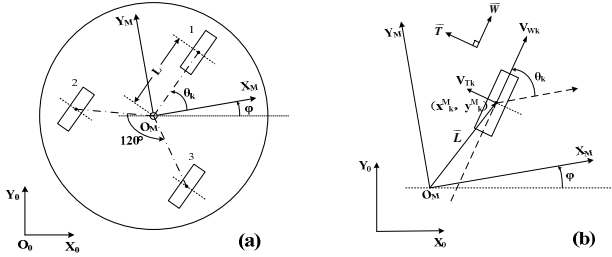 Y_M
1
L
2
θ_k
X_M
φ
O_M
120°
3
Y_0
O_0
X_0
(a)
Y_M
W̅
T̅
V_Wk
V_Tk
θ_k
(x^M_k, y^M_k)
L̅
X_M
φ
O_M
Y_0
X_0
(b)